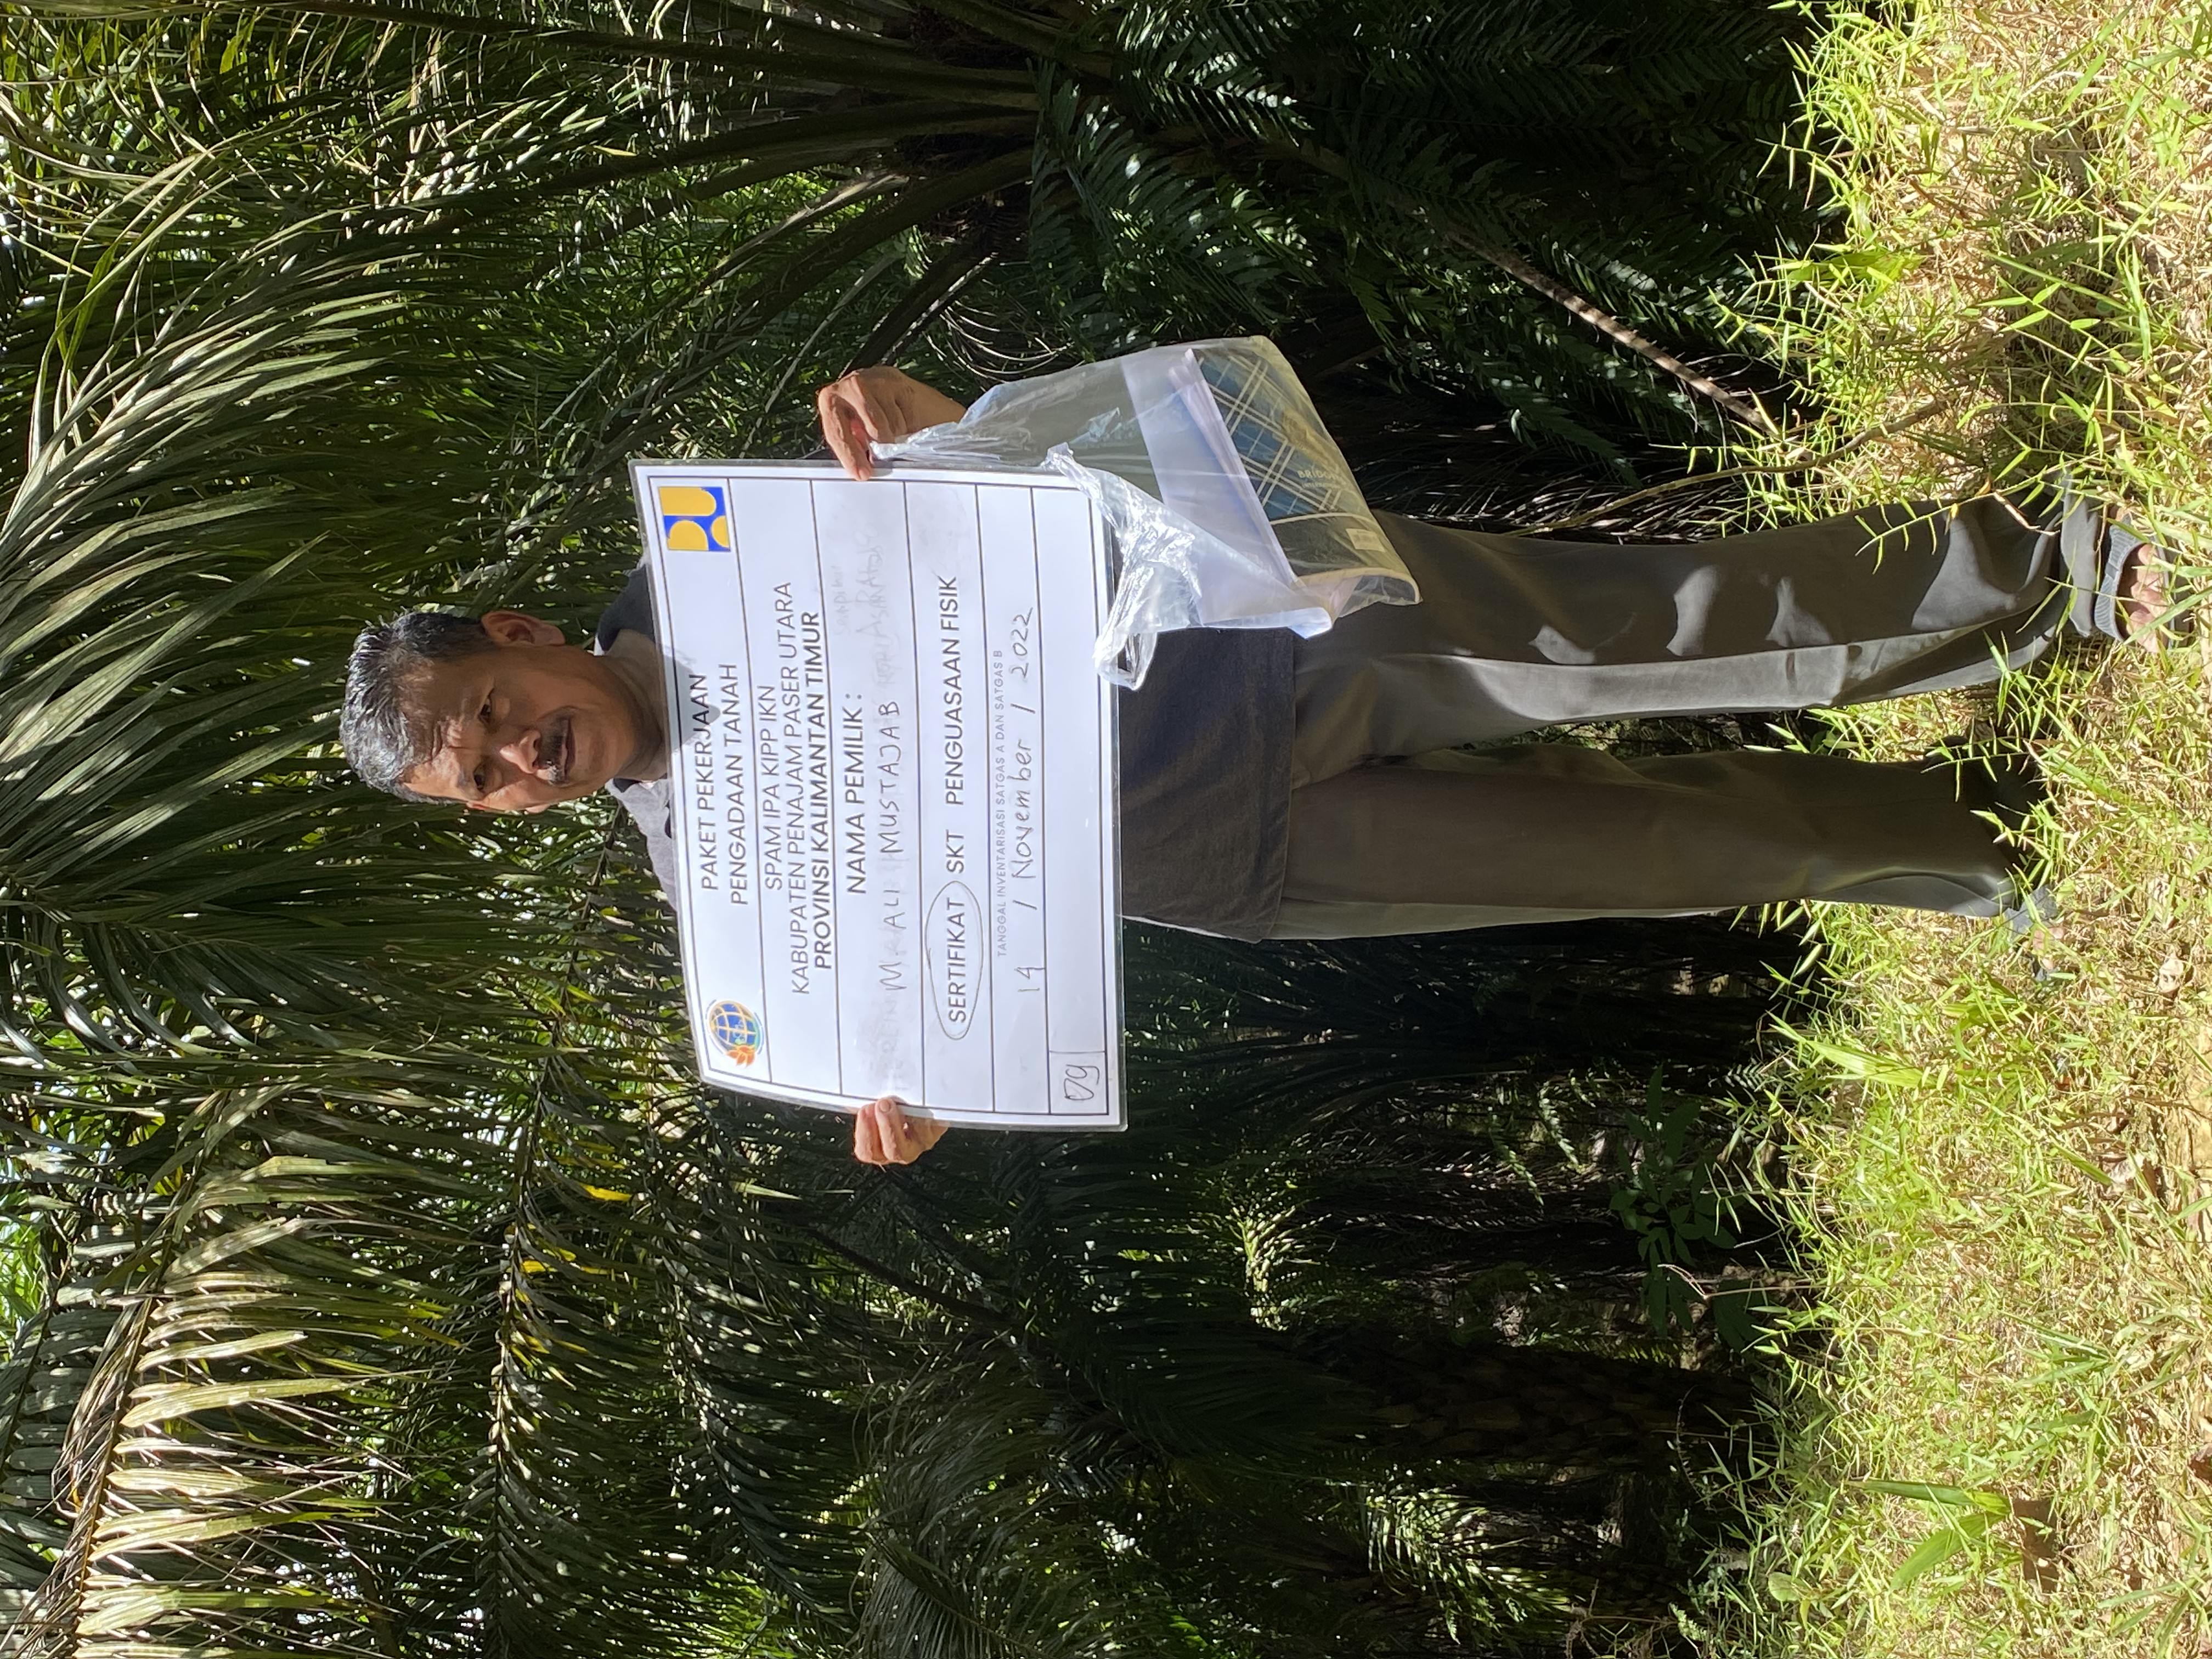 PAKET PEKERJAAN
PENGADAAN TANAH
SPAM IPA KIPP IKN
KABUPATEN PENAJAM PASER UTARA
PROVINSI KALIMANTAN TIMUR
NAMA PEMILIK :
M. ALI MUSTAJAB
SERTIFIKAT SKT PENGUASAAN FISIK
TANGGAL INVENTARISASI SATGAS A DAN SATGAS B
14 / November / 2022
09